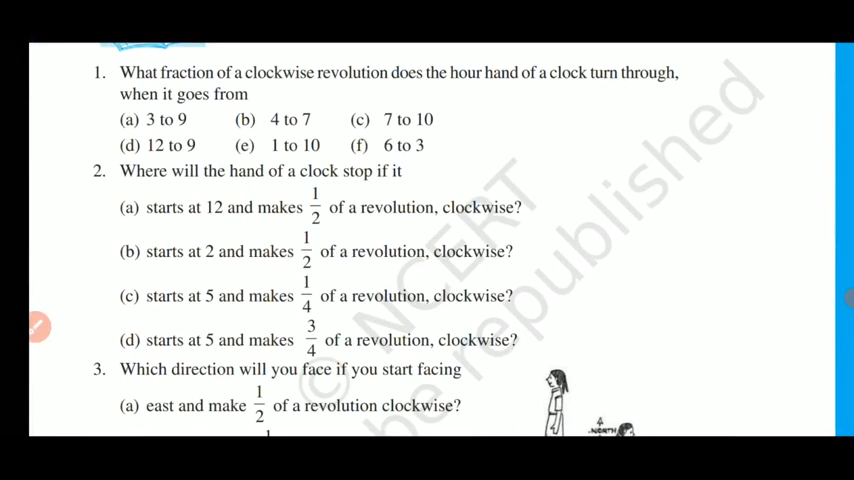 1. What fraction of a clockwise revolution does the hour hand of a clock turn through,
when it goes from
(a) 3 to 9 (b) 4 to 7 (c) 7 to 10
(d) 12 to 9 (e) 1 to 10 (f) 6 to 3
2. Where will the hand of a clock stop if it
(a) starts at 12 and makes 1/2 of a revolution, clockwise?
(b) starts at 2 and makes 1/2 of a revolution, clockwise?
(c) starts at 5 and makes 1/4 of a revolution, clockwise?
(d) starts at 5 and makes 3/4 of a revolution, clockwise?
3. Which direction will you face if you start facing
(a) east and make 1/2 of a revolution clockwise?
NORTH
© NCERT
be republished